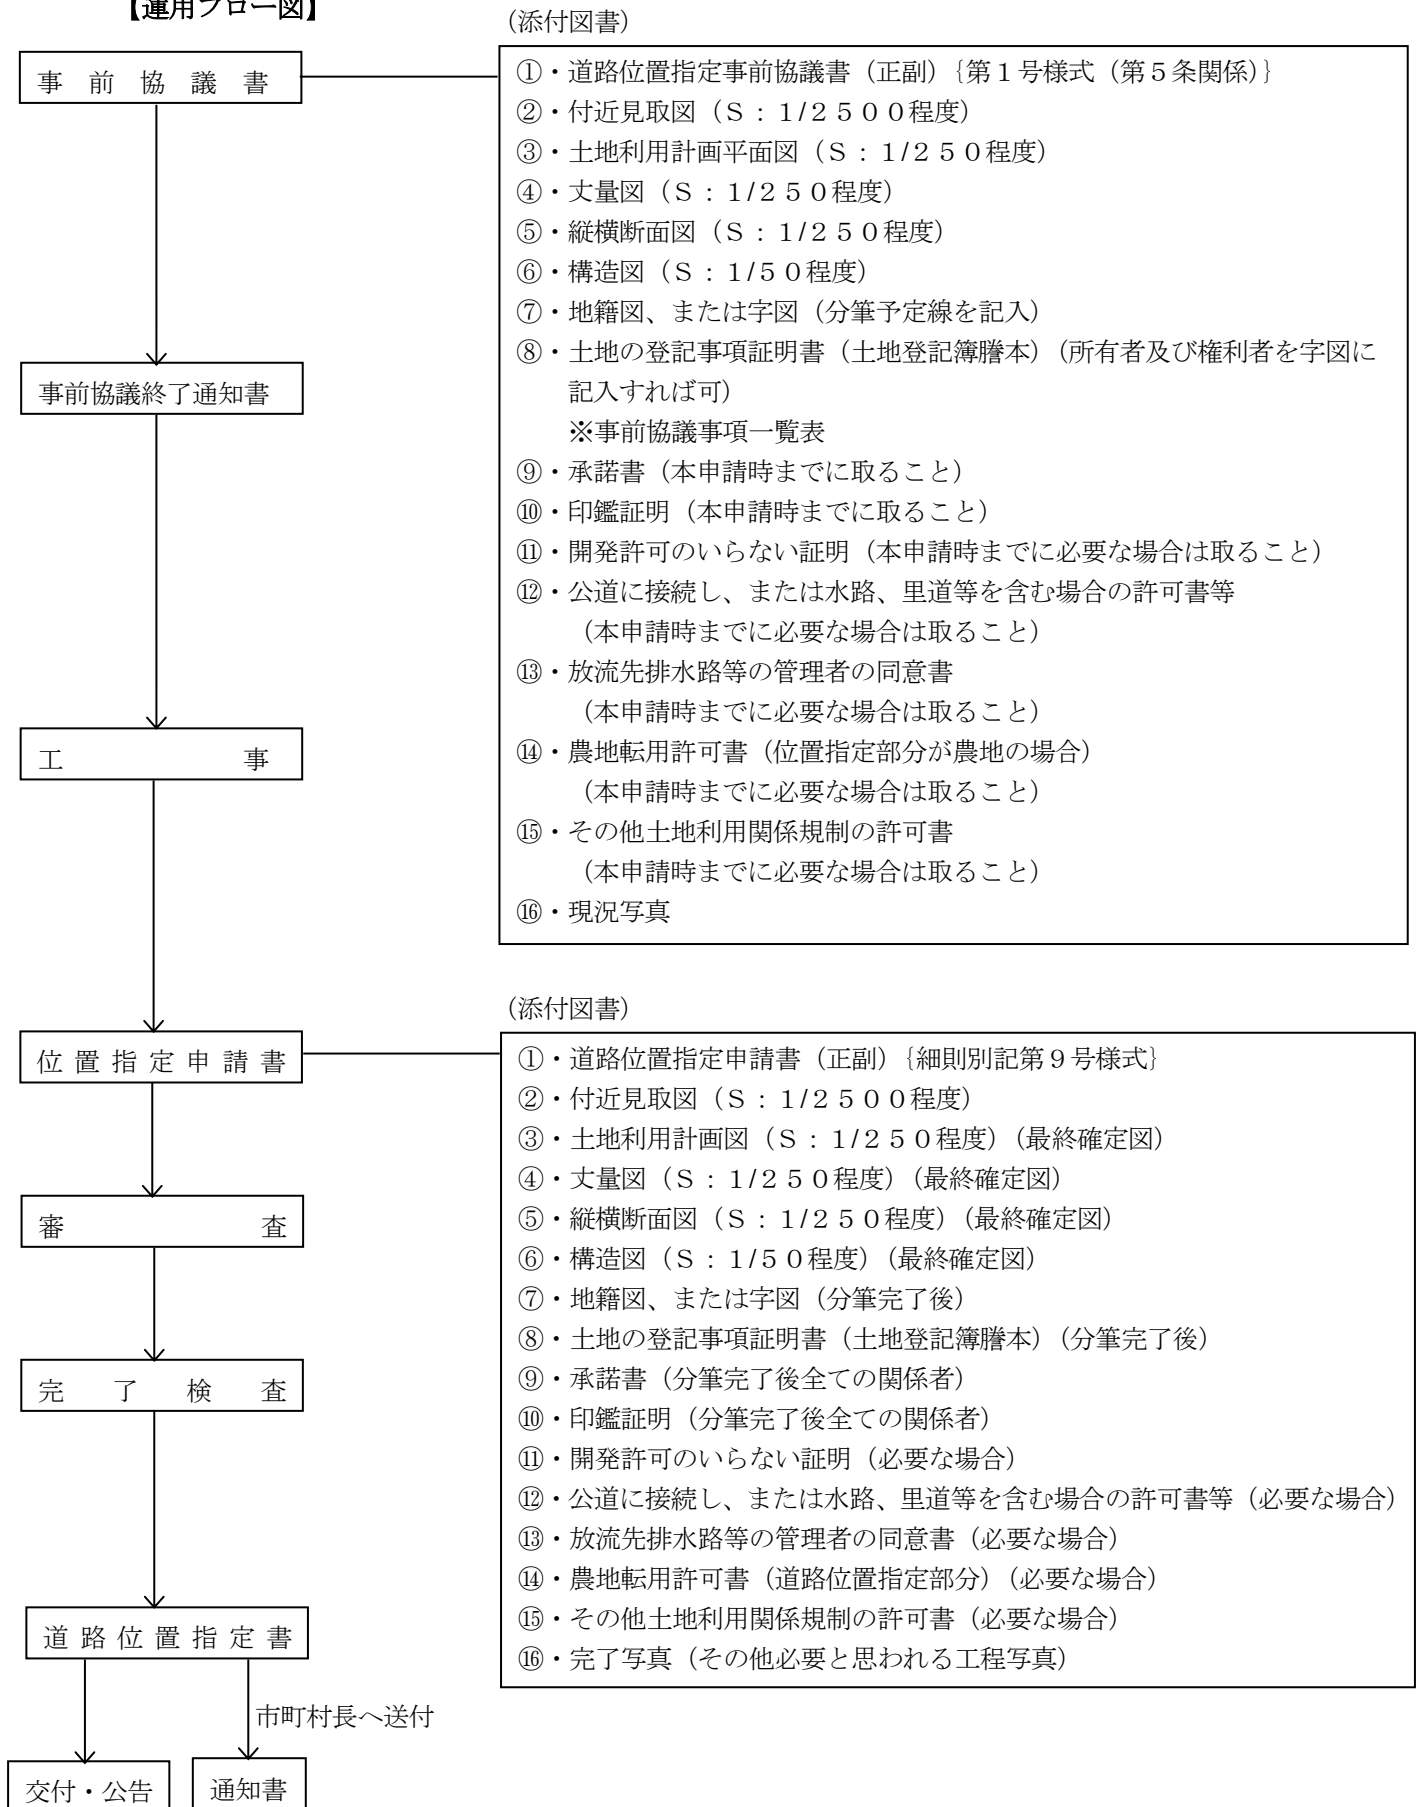 【運用フロー図】
(添付図書)
事前協議書
①・道路位置指定事前協議書（正副）{第１号様式（第５条関係）}
②・付近見取図（Ｓ：１/２５００程度）
③・土地利用計画平面図（Ｓ：１/２５０程度）
④・丈量図（Ｓ：１/２５０程度）
⑤・縦横断面図（Ｓ：１/２５０程度）
⑥・構造図（Ｓ：１/５０程度）
⑦・地籍図、または字図（分筆予定線を記入）
⑧・土地の登記事項証明書（土地登記簿謄本）（所有者及び権利者を字図に
記入すれば可）
※事前協議事項一覧表
⑨・承諾書（本申請時までに取ること）
⑩・印鑑証明（本申請時までに取ること）
⑪・開発許可のいらない証明（本申請時までに必要な場合は取ること）
⑫・公道に接続し、または水路、里道等を含む場合の許可書等
（本申請時までに必要な場合は取ること）
⑬・放流先排水路等の管理者の同意書
（本申請時までに必要な場合は取ること）
⑭・農地転用許可書（位置指定部分が農地の場合）
（本申請時までに必要な場合は取ること）
⑮・その他土地利用関係規制の許可書
（本申請時までに必要な場合は取ること）
⑯・現況写真
事前協議終了通知書
工事
(添付図書)
位置指定申請書
①・道路位置指定申請書（正副）{細則別記第９号様式}
②・付近見取図（Ｓ：１/２５００程度）
③・土地利用計画図（Ｓ：１/２５０程度）（最終確定図）
④・丈量図（Ｓ：１/２５０程度）（最終確定図）
⑤・縦横断面図（Ｓ：１/２５０程度）（最終確定図）
⑥・構造図（Ｓ：１/５０程度）（最終確定図）
⑦・地籍図、または字図（分筆完了後）
⑧・土地の登記事項証明書（土地登記簿謄本）（分筆完了後）
⑨・承諾書（分筆完了後全ての関係者）
⑩・印鑑証明（分筆完了後全ての関係者）
⑪・開発許可のいらない証明（必要な場合）
⑫・公道に接続し、または水路、里道等を含む場合の許可書等（必要な場合）
⑬・放流先排水路等の管理者の同意書（必要な場合）
⑭・農地転用許可書（道路位置指定部分）（必要な場合）
⑮・その他土地利用関係規制の許可書（必要な場合）
⑯・完了写真（その他必要と思われる工程写真）
審査
完了検査
道路位置指定書
市町村長へ送付
交付・公告
通知書